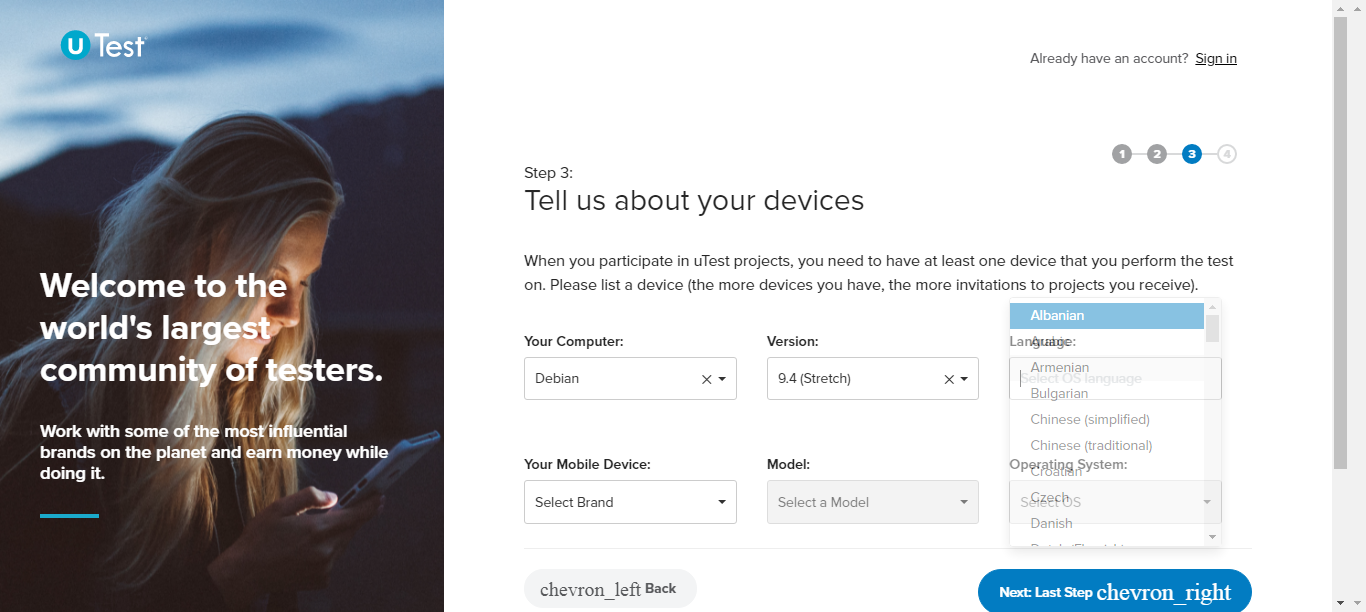 U Test
Already have an account? Sign in
1 2 3 4
Step 3:
Tell us about your devices
Welcome to the
world's largest
community of testers.
Work with some of the most influential
brands on the planet and earn money while
doing it.
When you participate in uTest projects, you need to have at least one device that you perform the test
on. Please list a device (the more devices you have, the more invitations to projects you receive).
Your Computer:
Debian
Version:
9.4 (Stretch)
Language:
Select OS language
Albanian
Arabic
Armenian
Bulgarian
Chinese (simplified)
Chinese (traditional)
Croatian
Czech
Danish
Your Mobile Device:
Select Brand
Model:
Select a Model
Operating System:
Select OS
chevron_left Back
Next: Last Step chevron_right